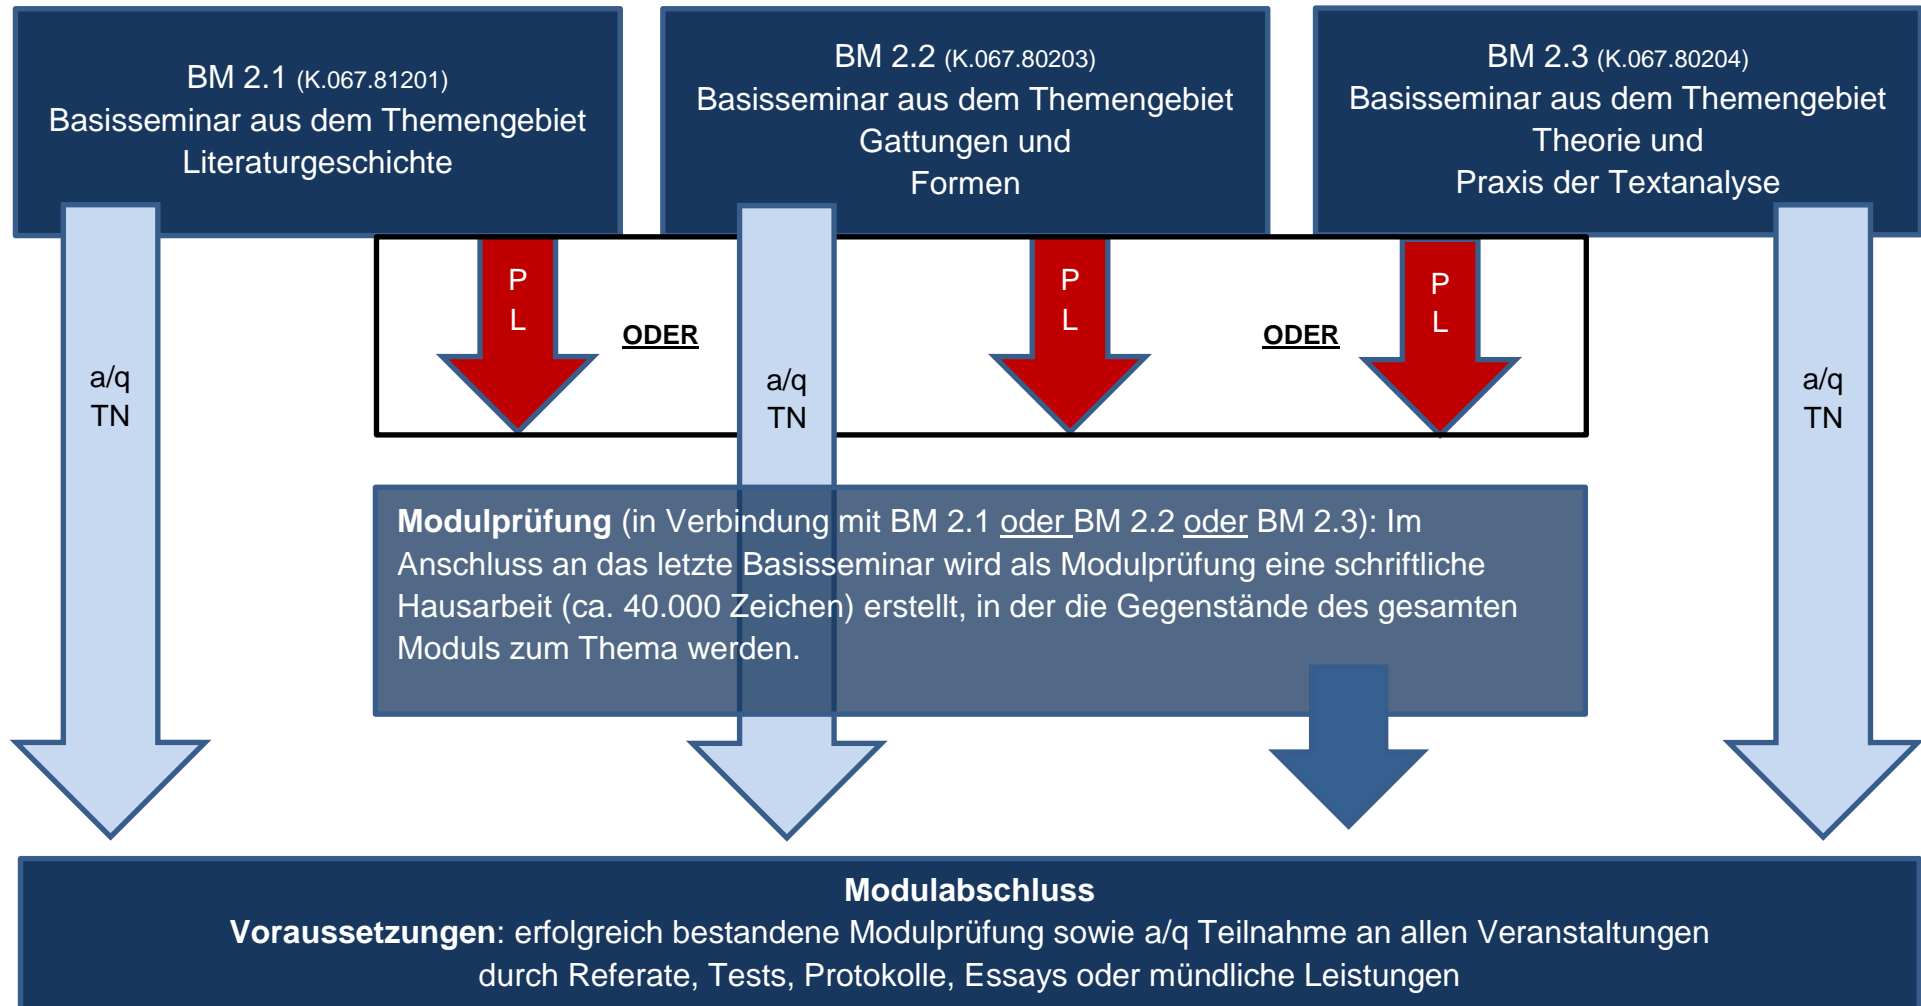 BM 2.1 (K.067.81201)
Basisseminar aus dem Themengebiet
Literaturgeschichte
BM 2.2 (K.067.80203)
Basisseminar aus dem Themengebiet
Gattungen und
Formen
BM 2.3 (K.067.80204)
Basisseminar aus dem Themengebiet
Theorie und
Praxis der Textanalyse
a/q
TN
P
L
ODER
a/q
TN
P
L
ODER
P
L
a/q
TN
Modulprüfung (in Verbindung mit BM 2.1 oder BM 2.2 oder BM 2.3): Im
Anschluss an das letzte Basisseminar wird als Modulprüfung eine schriftliche
Hausarbeit (ca. 40.000 Zeichen) erstellt, in der die Gegenstände des gesamten
Moduls zum Thema werden.
Modulabschluss
Voraussetzungen: erfolgreich bestandene Modulprüfung sowie a/q Teilnahme an allen Veranstaltungen
durch Referate, Tests, Protokolle, Essays oder mündliche Leistungen